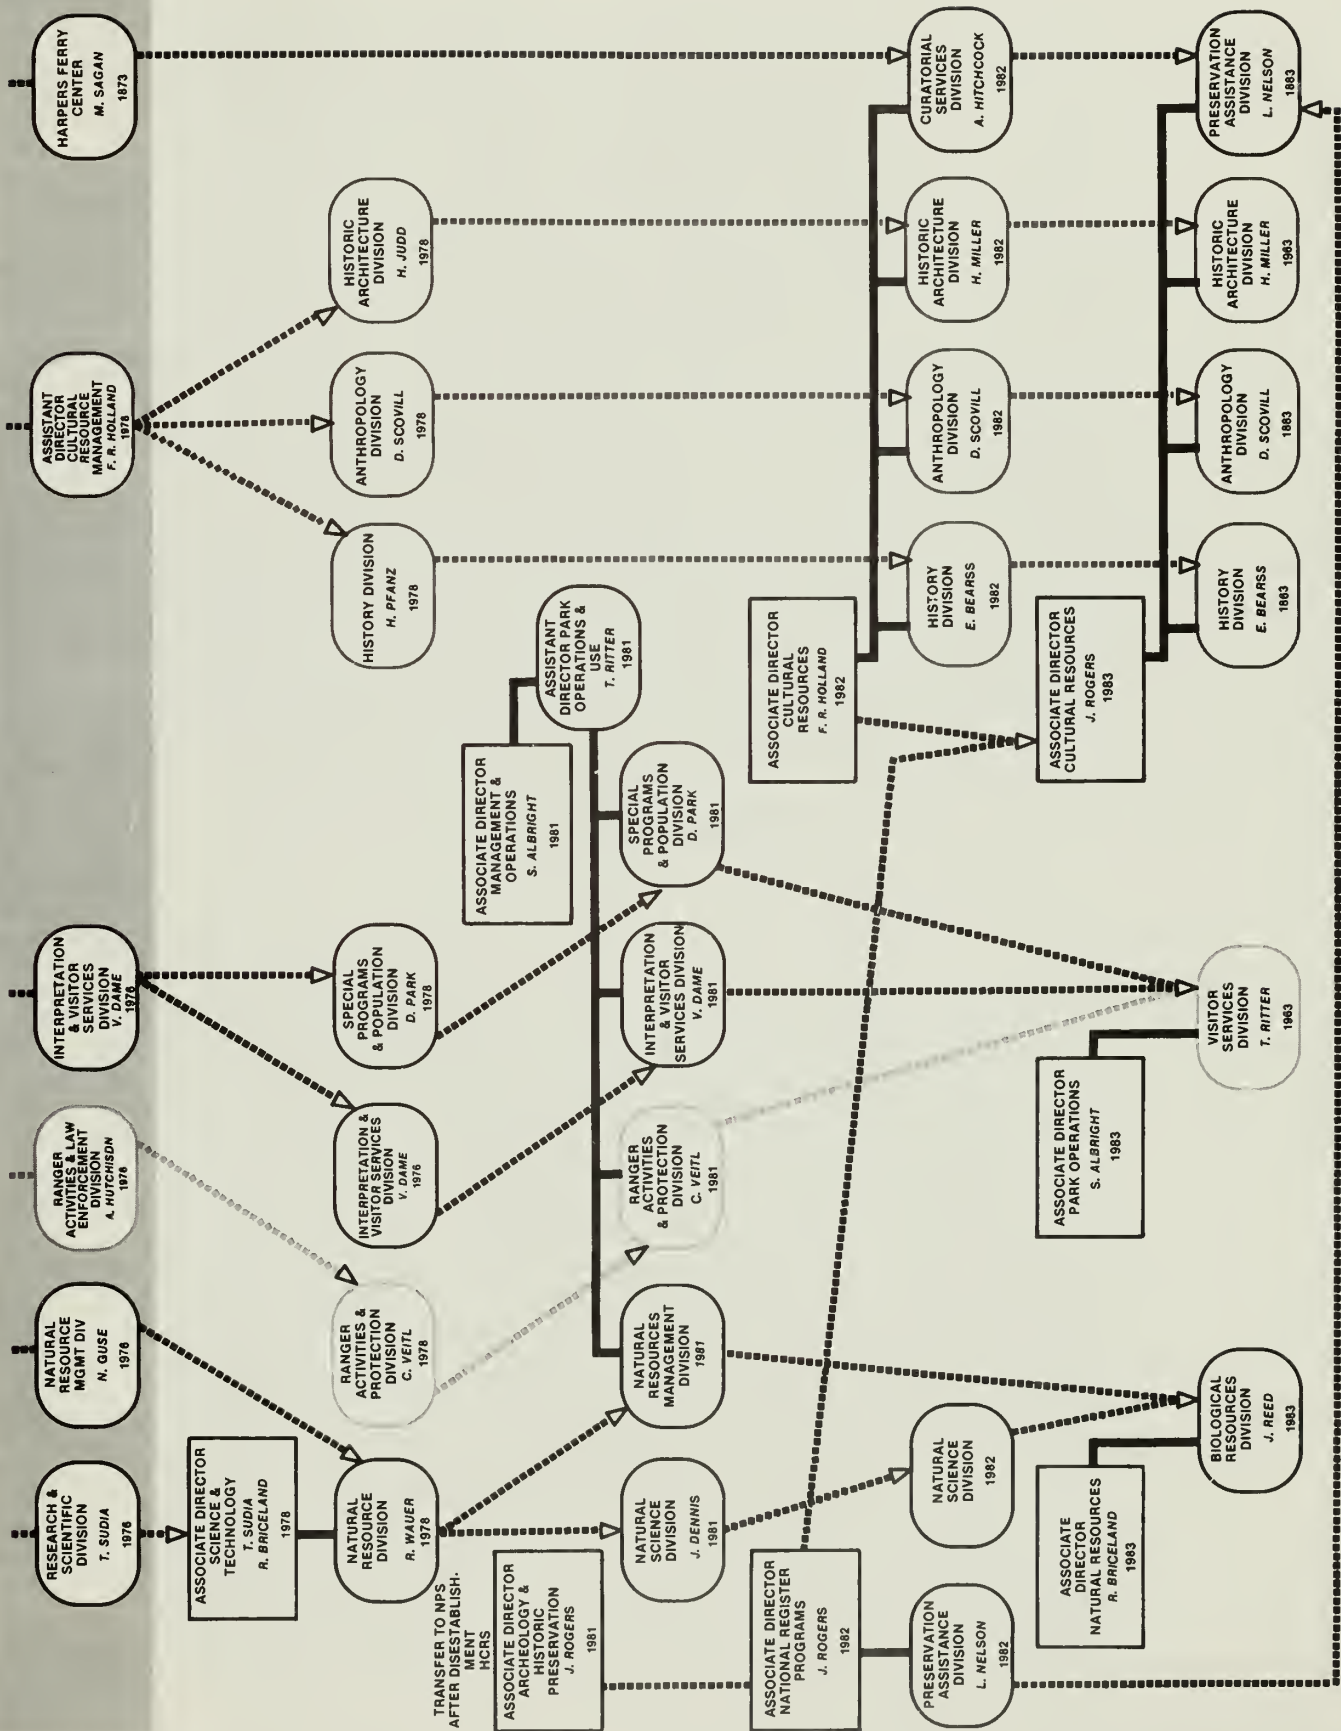 RESEARCH &
SCIENTIFIC
DIVISION
T. SUDIA
1976
NATURAL
RESOURCE
MGMT DIV
N. GUSE
1976
RANGER
ACTIVITIES & LAW
ENFORCEMENT
DIVISION
A. HUTCHISON
1976
INTERPRETATION
& VISITOR
SERVICES
DIVISION
V. DAME
1976
ASSISTANT
DIRECTOR
CULTURAL
RESOURCE
MANAGEMENT
F. R. HOLLAND
1978
HARPERS FERRY
CENTER
M. SAGAN
1873
ASSOCIATE DIRECTOR
SCIENCE &
TECHNOLOGY
T. SUDIA
R. BRICELAND
1978
NATURAL
RESOURCE
DIVISION
R. WAUER
1978
RANGER
ACTIVITIES &
PROTECTION
DIVISION
C. VEITL
1978
INTERPRETATION &
VISITOR SERVICES
DIVISION
V. DAME
1976
SPECIAL
PROGRAMS
& POPULATION
DIVISION
D. PARK
1978
HISTORY DIVISION
H. PFANZ
1978
ANTHROPOLOGY
DIVISION
D. SCOVILL
1978
HISTORIC
ARCHITECTURE
DIVISION
H. JUDD
1978
TRANSFER TO NPS
AFTER DISESTABLISH-
MENT
HCRS
ASSOCIATE DIRECTOR
ARCHEOLOGY &
HISTORIC
PRESERVATION
J. ROGERS
1981
ASSOCIATE DIRECTOR
MANAGEMENT &
OPERATIONS
S. ALBRIGHT
1981
ASSISTANT
DIRECTOR PARK
OPERATIONS &
USE
T. RITTER
1981
NATURAL
SCIENCE
DIVISION
J. DENNIS
1981
NATURAL
RESOURCES
MANAGEMENT
DIVISION
1981
RANGER
ACTIVITIES
& PROTECTION
DIVISION
C. VEITL
1981
INTERPRETATION
& VISITOR
SERVICES DIVISION
V. DAME
1981
SPECIAL
PROGRAMS
& POPULATION
DIVISION
D. PARK
1981
ASSOCIATE DIRECTOR
NATIONAL REGISTER
PROGRAMS
J. ROGERS
1982
ASSOCIATE DIRECTOR
CULTURAL
RESOURCES
F. R. HOLLAND
1982
PRESERVATION
ASSISTANCE
DIVISION
L. NELSON
1982
NATURAL
SCIENCE
DIVISION
1982
HISTORY
DIVISION
E. BEARSS
1982
ANTHROPOLOGY
DIVISION
D. SCOVILL
1982
HISTORIC
ARCHITECTURE
DIVISION
H. MILLER
1982
CURATORIAL
SERVICES
DIVISION
A. HITCHCOCK
1982
ASSOCIATE
DIRECTOR
NATURAL RESOURCES
R. BRICELAND
1983
ASSOCIATE DIRECTOR
PARK OPERATIONS
S. ALBRIGHT
1983
ASSOCIATE DIRECTOR
CULTURAL RESOURCES
J. ROGERS
1983
BIOLOGICAL
RESOURCES
DIVISION
J. REED
1983
VISITOR
SERVICES
DIVISION
T. RITTER
1963
HISTORY
DIVISION
E. BEARSS
1863
ANTHROPOLOGY
DIVISION
D. SCOVILL
1883
HISTORIC
ARCHITECTURE
DIVISION
H. MILLER
1963
PRESERVATION
ASSISTANCE
DIVISION
L. NELSON
1883